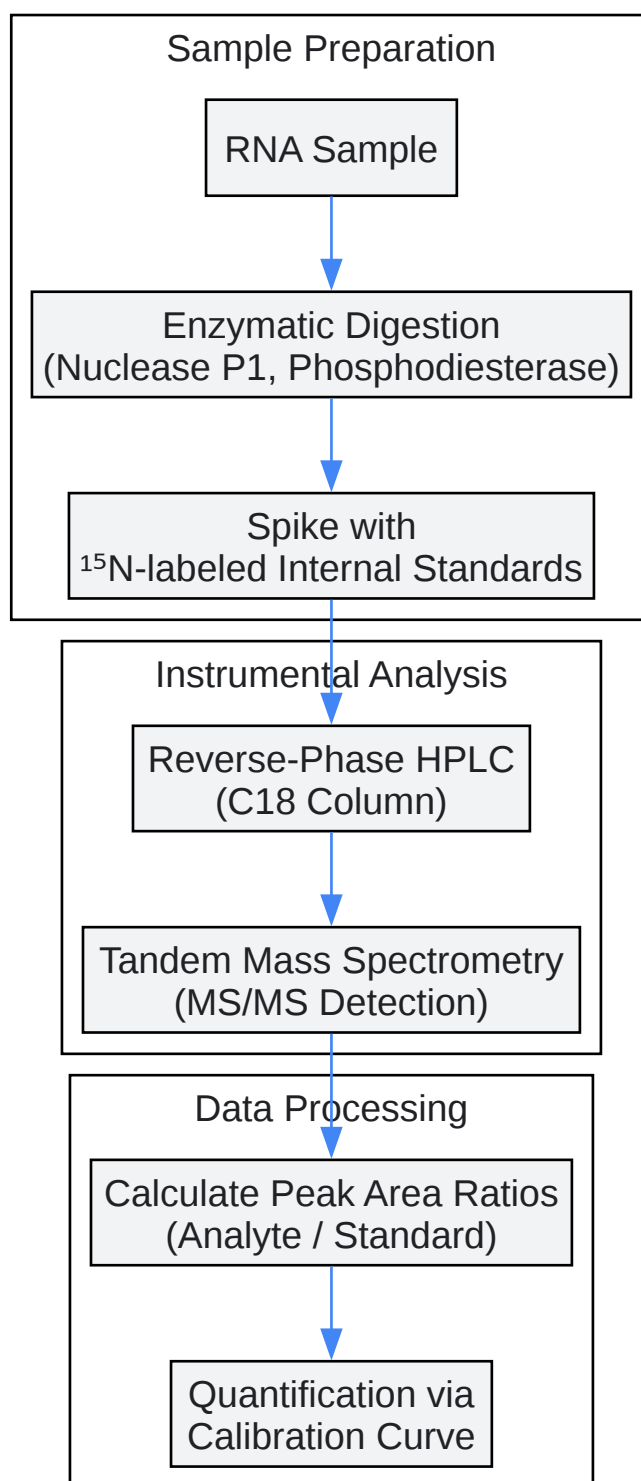 Sample Preparation
RNA Sample
Enzymatic Digestion
(Nuclease P1, Phosphodiesterase)
Spike with
¹⁵N-labeled Internal Standards
Instrumental Analysis
Reverse-Phase HPLC
(C18 Column)
Tandem Mass Spectrometry
(MS/MS Detection)
Data Processing
Calculate Peak Area Ratios
(Analyte / Standard)
Quantification via
Calibration Curve